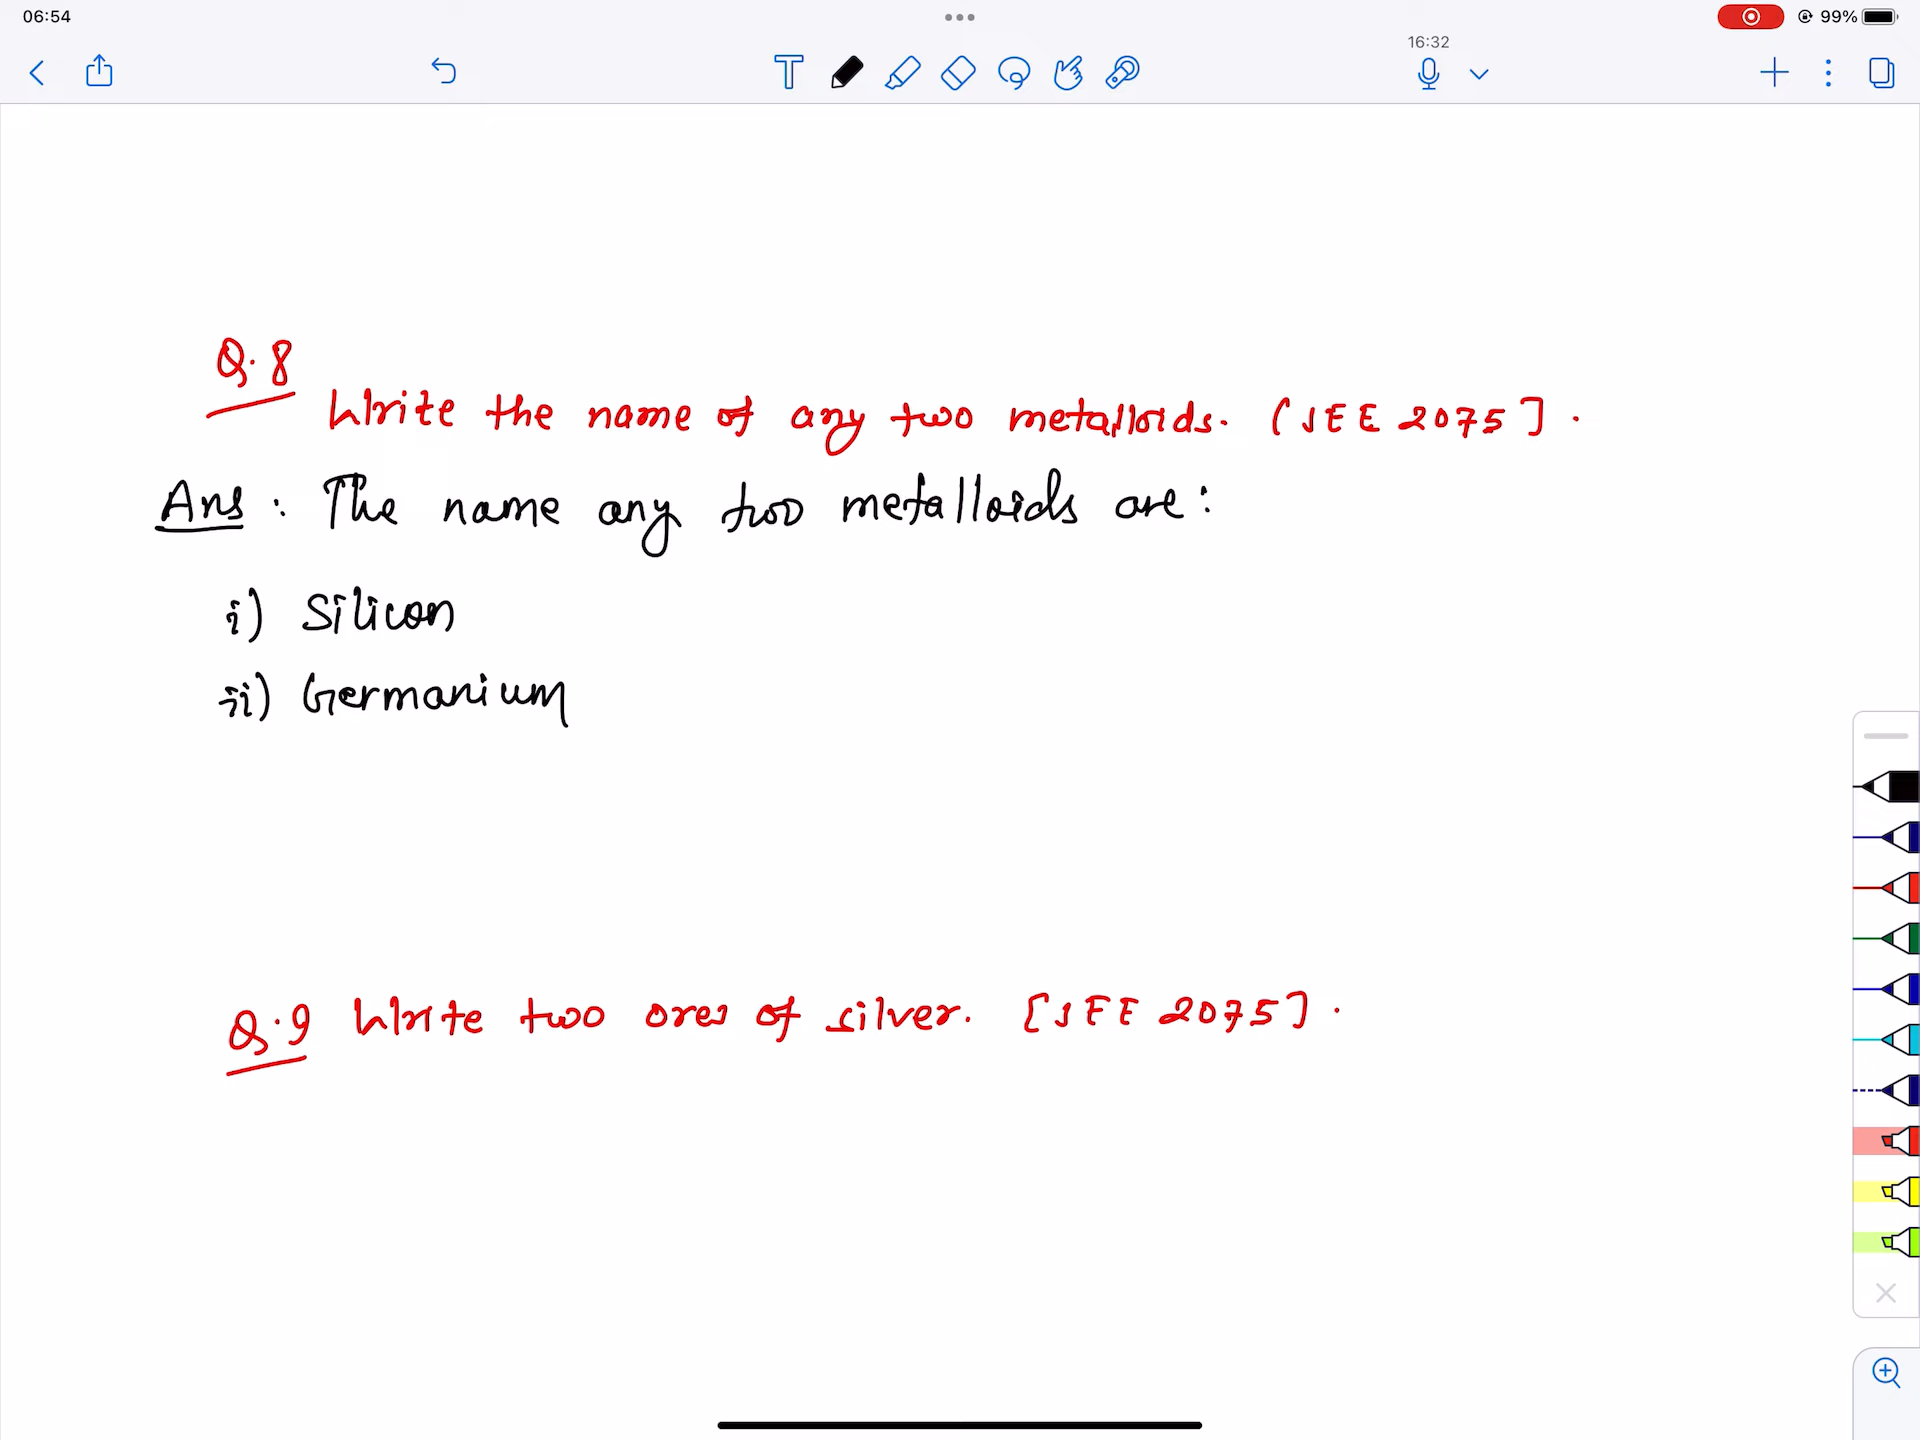 06:54
99%
16:32
Q.8
Write the name of any two metalloids. [SEE 2075].
Ans : The name any two metalloids are:
i) Silicon
ii) Germanium
Q.9 Write two ores of silver. [SEE 2075].